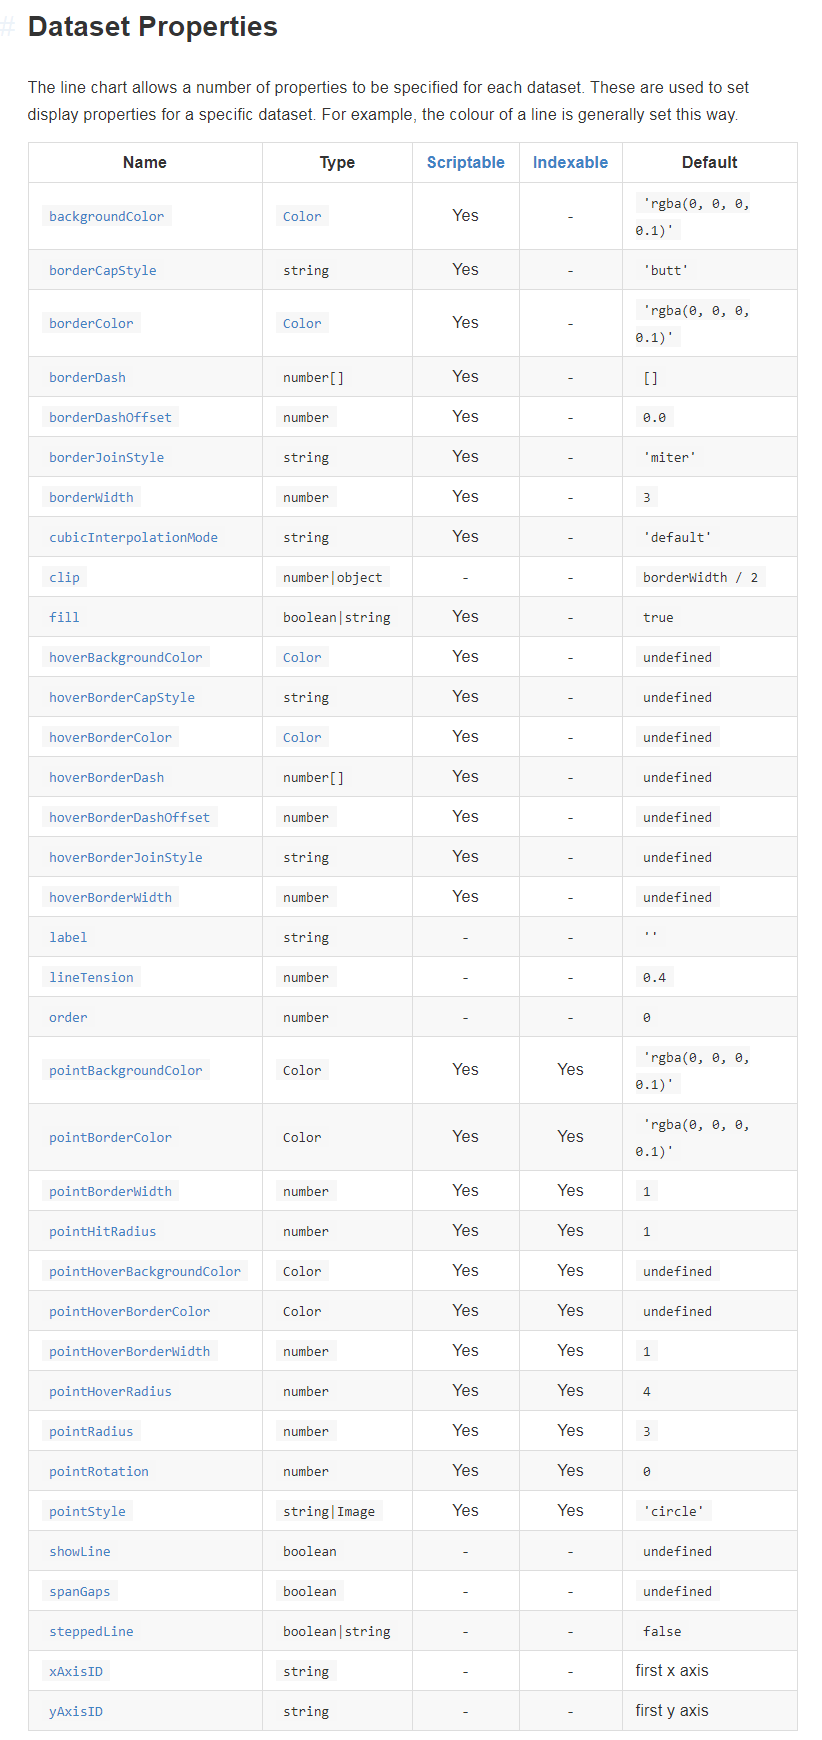 # Dataset Properties
The line chart allows a number of properties to be specified for each dataset. These are used to set
display properties for a specific dataset. For example, the colour of a line is generally set this way.
Name Type Scriptable Indexable Default
backgroundColor Color Yes - 'rgba(0, 0, 0,
0.1)'
borderCapStyle string Yes - 'butt'
borderColor Color Yes - 'rgba(0, 0, 0,
0.1)'
borderDash number[] Yes - []
borderDashOffset number Yes - 0.0
borderJoinStyle string Yes - 'miter'
borderWidth number Yes - 3
cubicInterpolationMode string Yes - 'default'
clip number|object - - borderWidth / 2
fill boolean|string Yes - true
hoverBackgroundColor Color Yes - undefined
hoverBorderCapStyle string Yes - undefined
hoverBorderColor Color Yes - undefined
hoverBorderDash number[] Yes - undefined
hoverBorderDashOffset number Yes - undefined
hoverBorderJoinStyle string Yes - undefined
hoverBorderWidth number Yes - undefined
label string - - ''
lineTension number - - 0.4
order number - - 0
pointBackgroundColor Color Yes Yes 'rgba(0, 0, 0,
0.1)'
pointBorderColor Color Yes Yes 'rgba(0, 0, 0,
0.1)'
pointBorderWidth number Yes Yes 1
pointHitRadius number Yes Yes 1
pointHoverBackgroundColor Color Yes Yes undefined
pointHoverBorderColor Color Yes Yes undefined
pointHoverBorderWidth number Yes Yes 1
pointHoverRadius number Yes Yes 4
pointRadius number Yes Yes 3
pointRotation number Yes Yes 0
pointStyle string|Image Yes Yes 'circle'
showLine boolean - - undefined
spanGaps boolean - - undefined
steppedLine boolean|string - - false
xAxisID string - - first x axis
yAxisID string - - first y axis